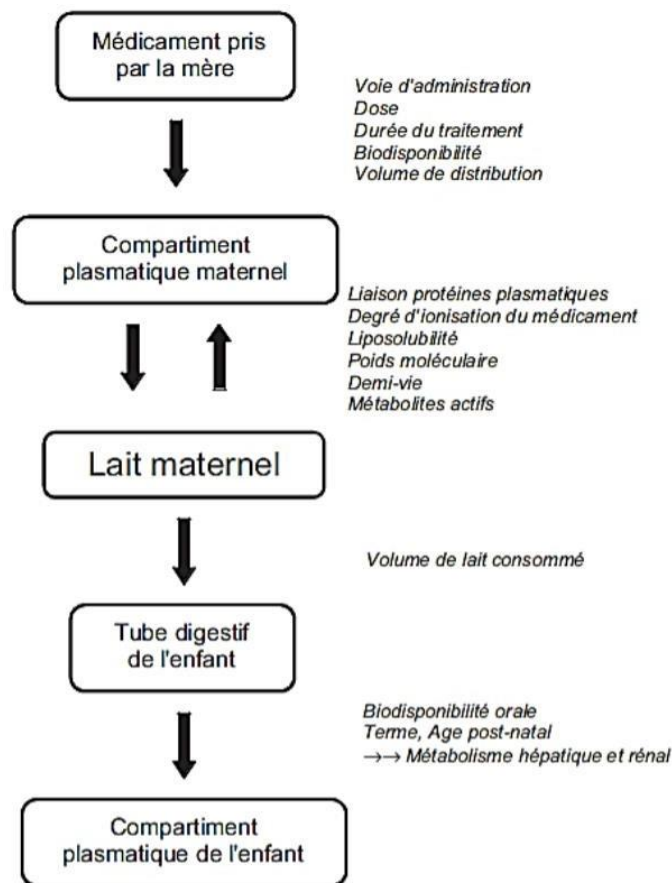 Médicament pris
par la mère
Voie d'administration
Dose
Durée du traitement
Biodisponibilité
Volume de distribution
Compartiment
plasmatique maternel
Liaison protéines plasmatiques
Degré d'ionisation du médicament
Liposolubilité
Poids moléculaire
Demi-vie
Métabolites actifs
Lait maternel
Volume de lait consommé
Tube digestif
de l'enfant
Biodisponibilité orale
Terme, Age post-natal
→→ Métabolisme hépatique et rénal
Compartiment
plasmatique de l'enfant